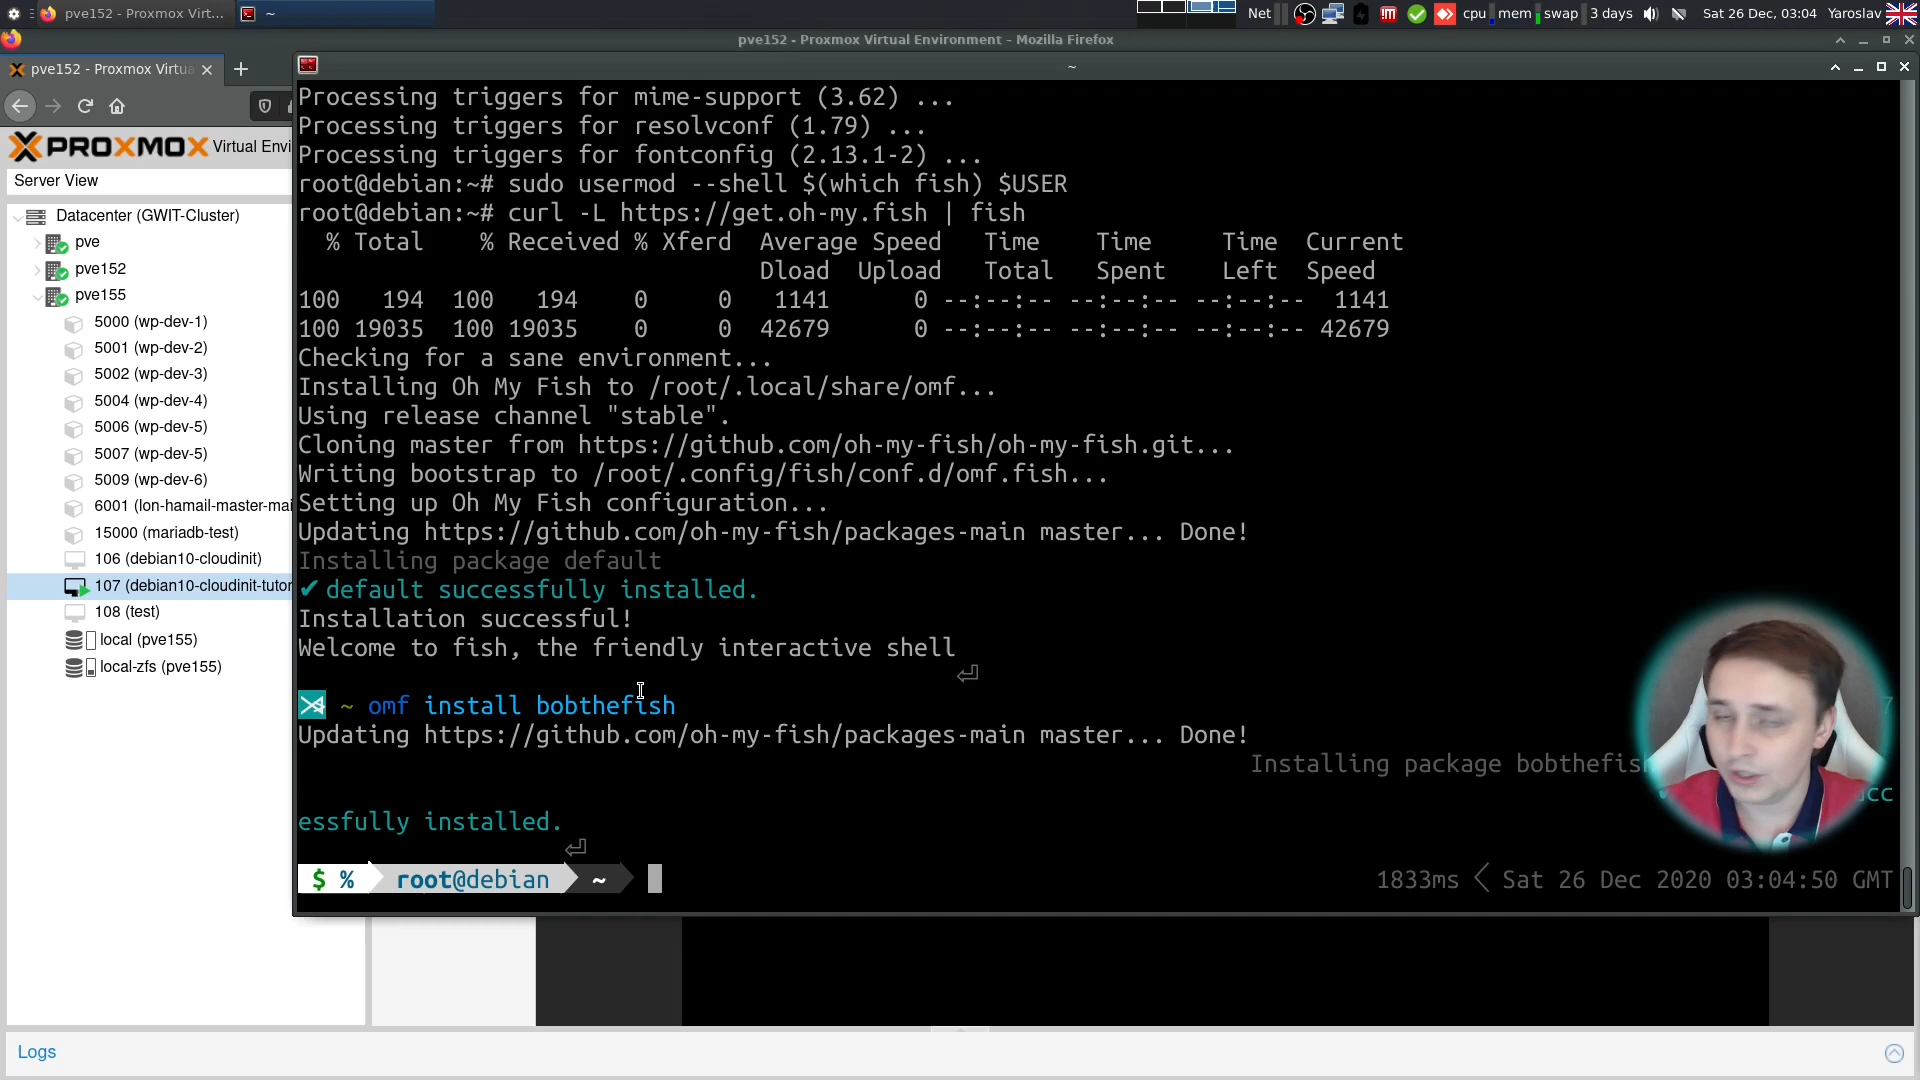 pve152 - Proxmox Virt...
~
Net
cpu
mem
swap
3 days
Sat 26 Dec, 03:04
Yaroslav
pve152 - Proxmox Virtual Environment - Mozilla Firefox
pve152 - Proxmox Virtua
~
PROXMOX Virtual Envi
Server View
Datacenter (GWIT-Cluster)
pve
pve152
pve155
5000 (wp-dev-1)
5001 (wp-dev-2)
5002 (wp-dev-3)
5004 (wp-dev-4)
5006 (wp-dev-5)
5007 (wp-dev-5)
5009 (wp-dev-6)
6001 (lon-hamail-master-mai
15000 (mariadb-test)
106 (debian10-cloudinit)
107 (debian10-cloudinit-tutor
108 (test)
local (pve155)
local-zfs (pve155)
Processing triggers for mime-support (3.62) ...
Processing triggers for resolvconf (1.79) ...
Processing triggers for fontconfig (2.13.1-2) ...
root@debian:~# sudo usermod --shell $(which fish) $USER
root@debian:~# curl -L https://get.oh-my.fish | fish
% Total % Received % Xferd Average Speed Time Time Time Current
Dload Upload Total Spent Left Speed
100 194 100 194 0 0 1141 0 --:--:-- --:--:-- --:--:-- 1141
100 19035 100 19035 0 0 42679 0 --:--:-- --:--:-- --:--:-- 42679
Checking for a sane environment...
Installing Oh My Fish to /root/.local/share/omf...
Using release channel "stable".
Cloning master from https://github.com/oh-my-fish/oh-my-fish.git...
Writing bootstrap to /root/.config/fish/conf.d/omf.fish...
Setting up Oh My Fish configuration...
Updating https://github.com/oh-my-fish/packages-main master... Done!
Installing package default
✔ default successfully installed.
Installation successful!
Welcome to fish, the friendly interactive shell
⏎
~ omf install bobthefish
Updating https://github.com/oh-my-fish/packages-main master... Done!
Installing package bobthefish
cc
essfully installed.
⏎
$ % root@debian ~ 1833ms < Sat 26 Dec 2020 03:04:50 GMT
Logs